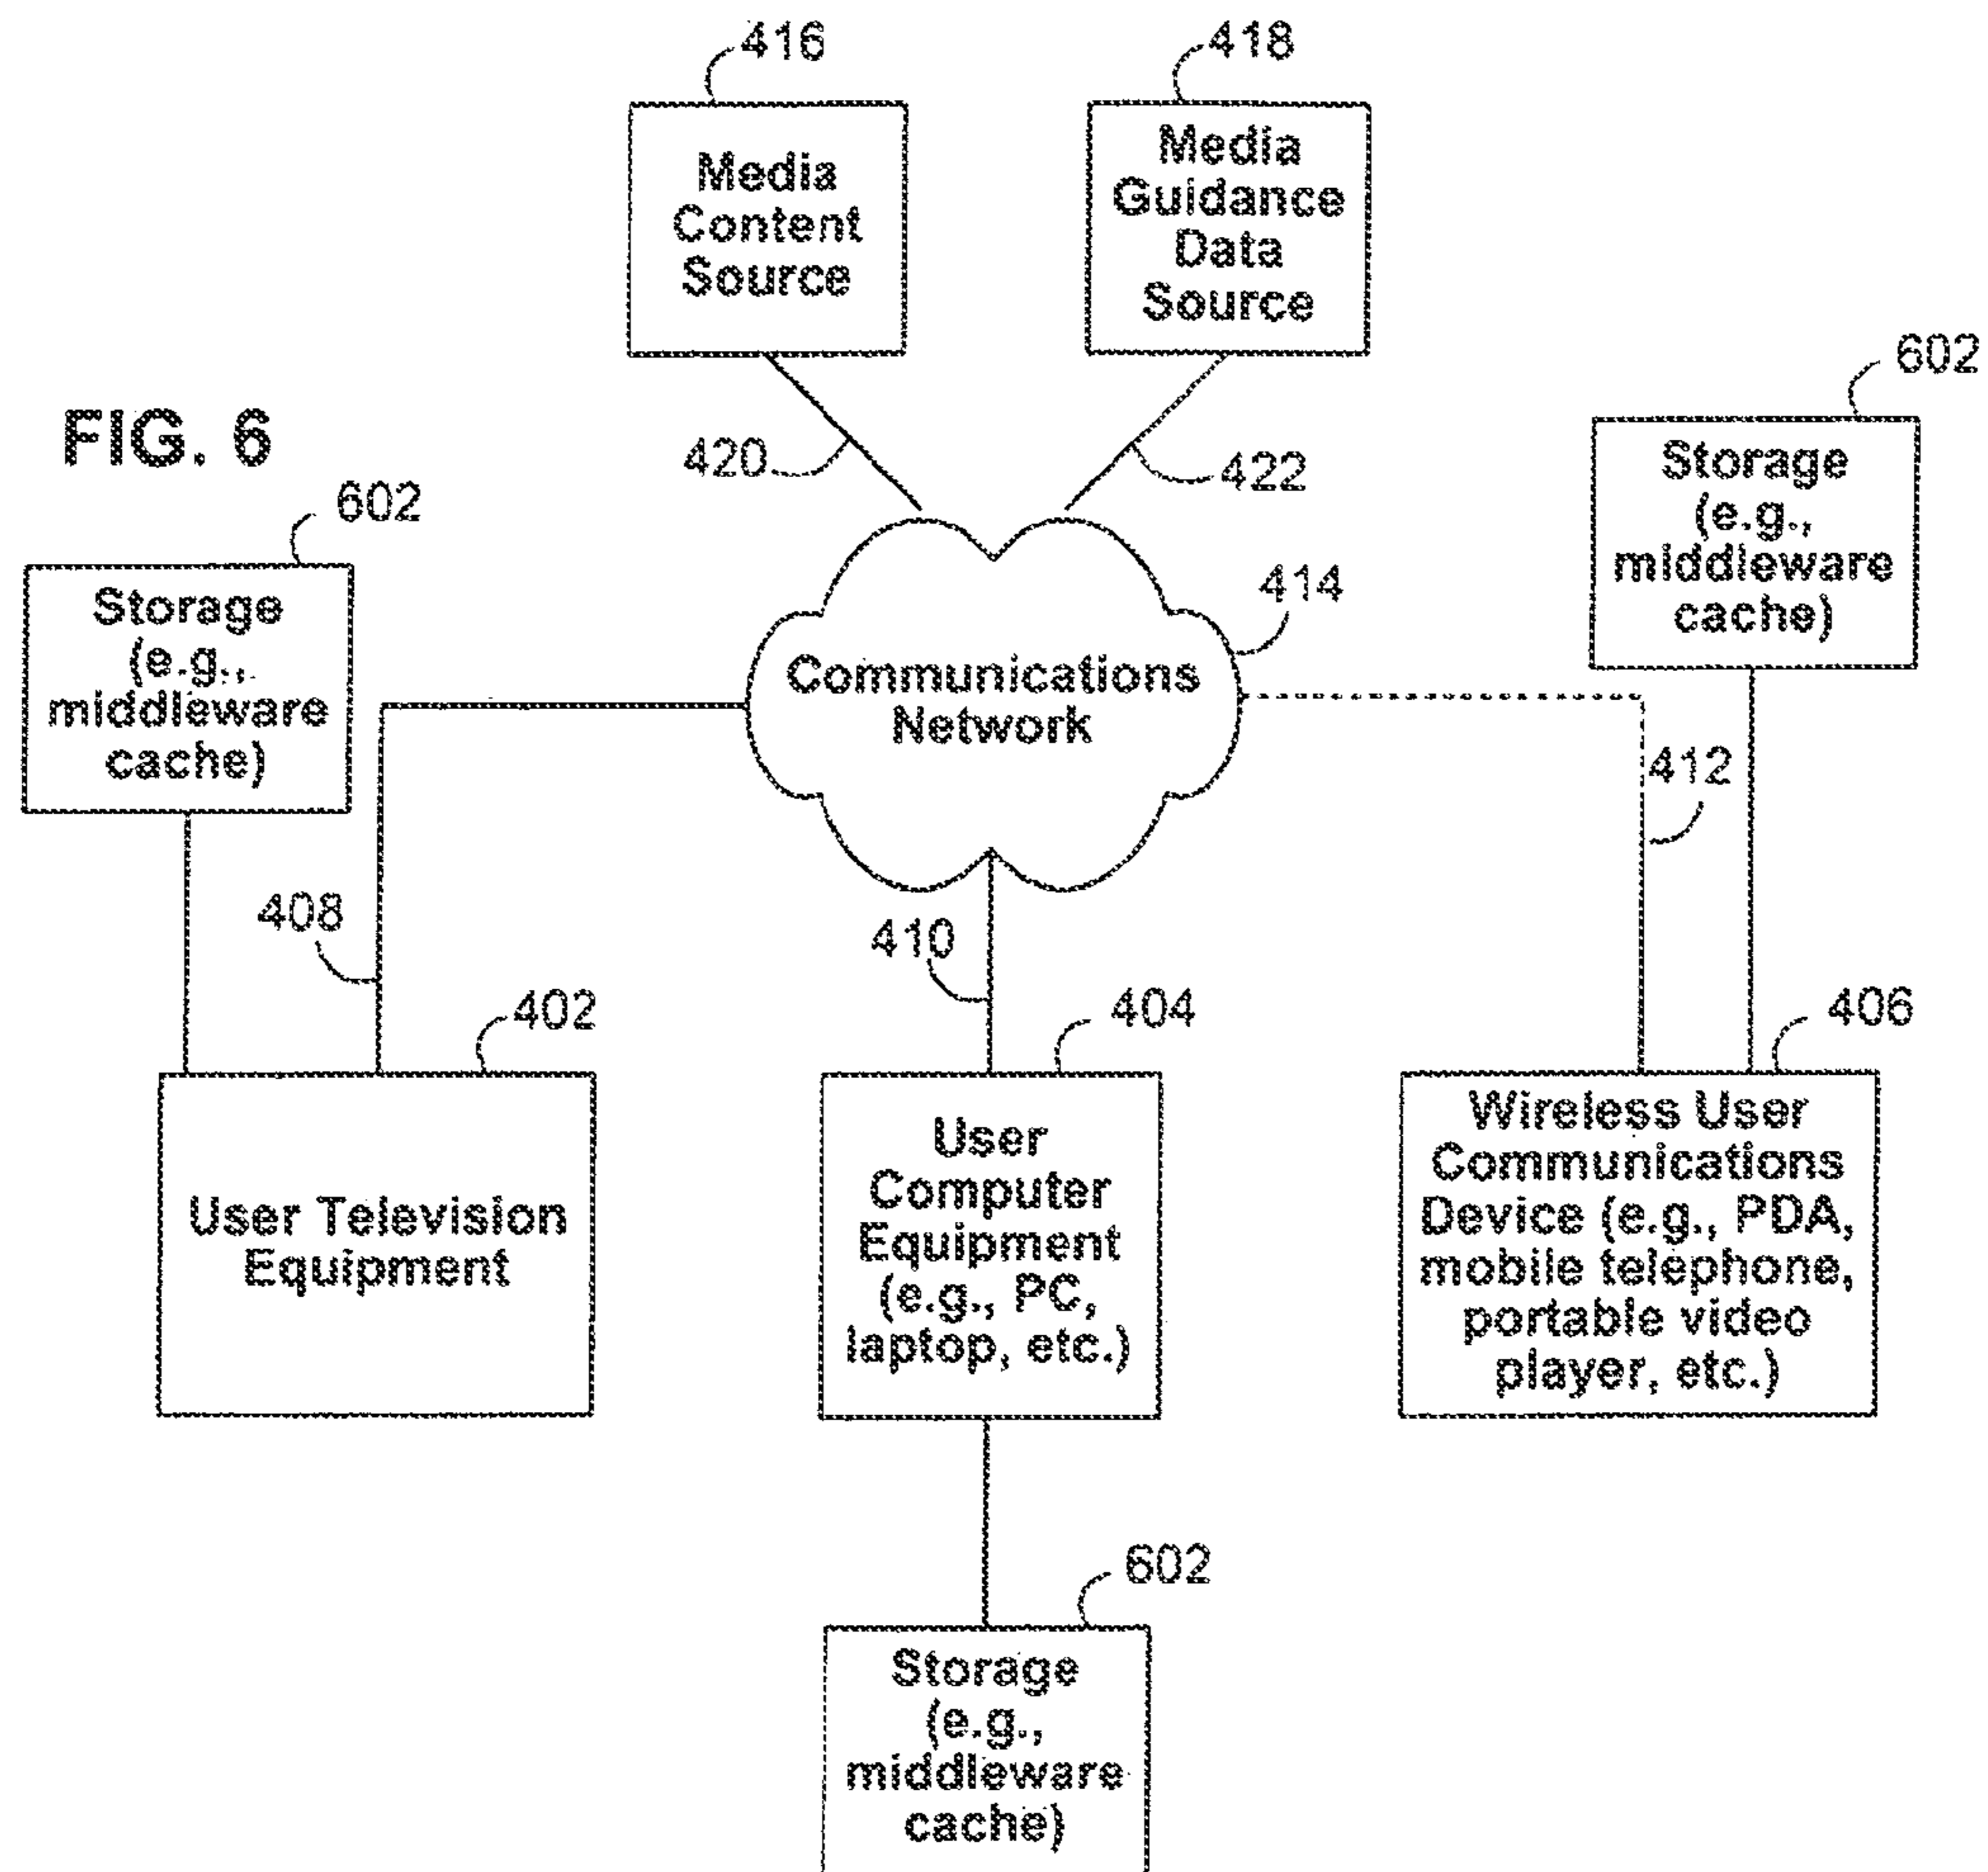 416
418
Media
Content
Source
Media
Guidance
Data
Source
602
FIG. 6
420
422
Storage
(e.g.,
middleware
cache)
602
Storage
(e.g.,
middleware
cache)
414
Communications
Network
412
408
410
402
404
406
User Television
Equipment
User
Computer
Equipment
(e.g., PC,
laptop, etc.)
Wireless User
Communications
Device (e.g., PDA,
mobile telephone,
portable video
player, etc.)
602
Storage
(e.g.,
middleware
cache)